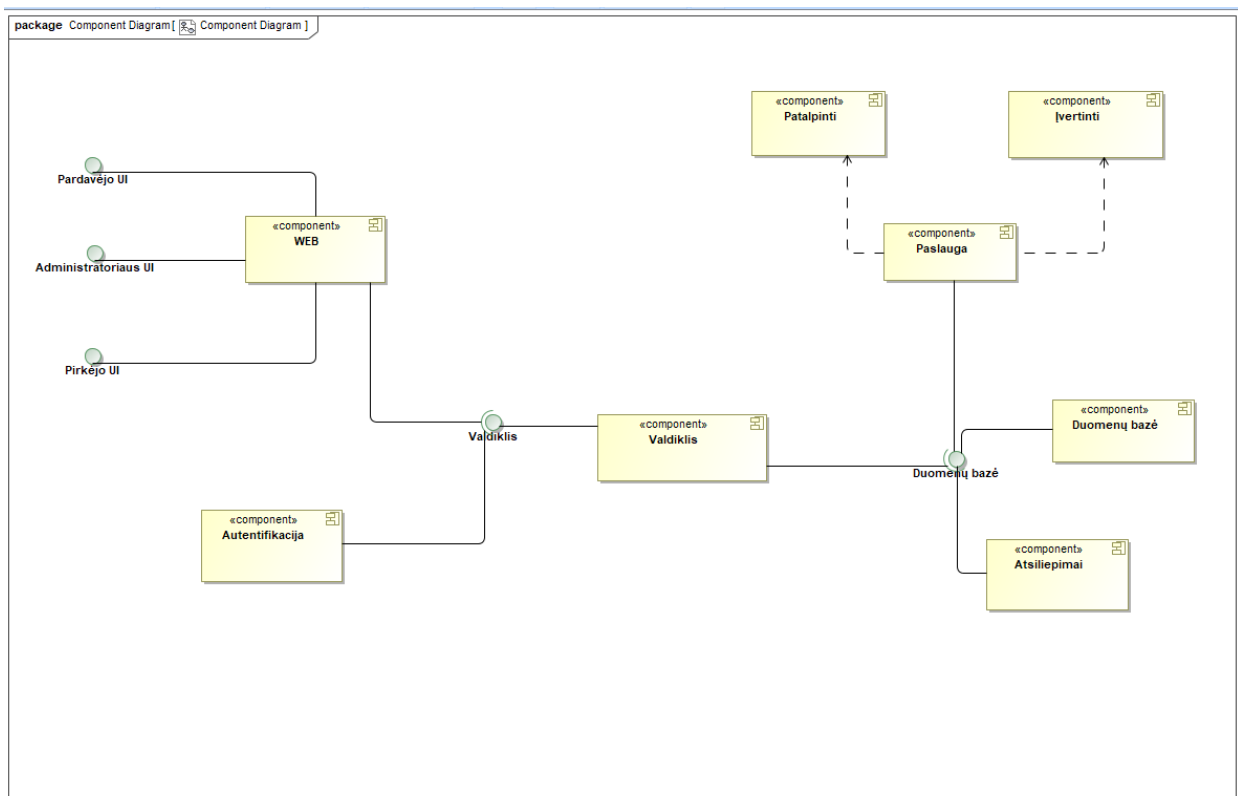 package Component Diagram [ Component Diagram ]
«component»
Patalpinti
«component»
Įvertinti
Pardavėjo UI
«component»
WEB
«component»
Paslauga
Administratoriaus UI
Pirkėjo UI
«component»
Duomenų bazė
«component»
Valdiklis
Valdiklis
Duomenų bazė
«component»
Autentifikacija
«component»
Atsiliepimai